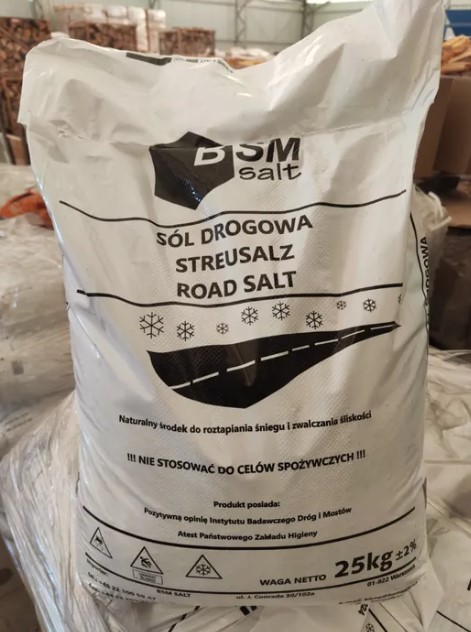 BSM
salt
SÓL DROGOWA
STREUSALZ
ROAD SALT
Naturalny środek do roztapiania śniegu i zwalczania śliskości
!!! NIE STOSOWAĆ DO CELÓW SPOŻYWCZYCH !!!
Produkt posiada:
Pozytywną opinię Instytutu Badawczego Dróg i Mostów
Atest Państwowego Zakładu Higieny
WAGA NETTO 25kg ±2%
BSM SALT
DROGOWA